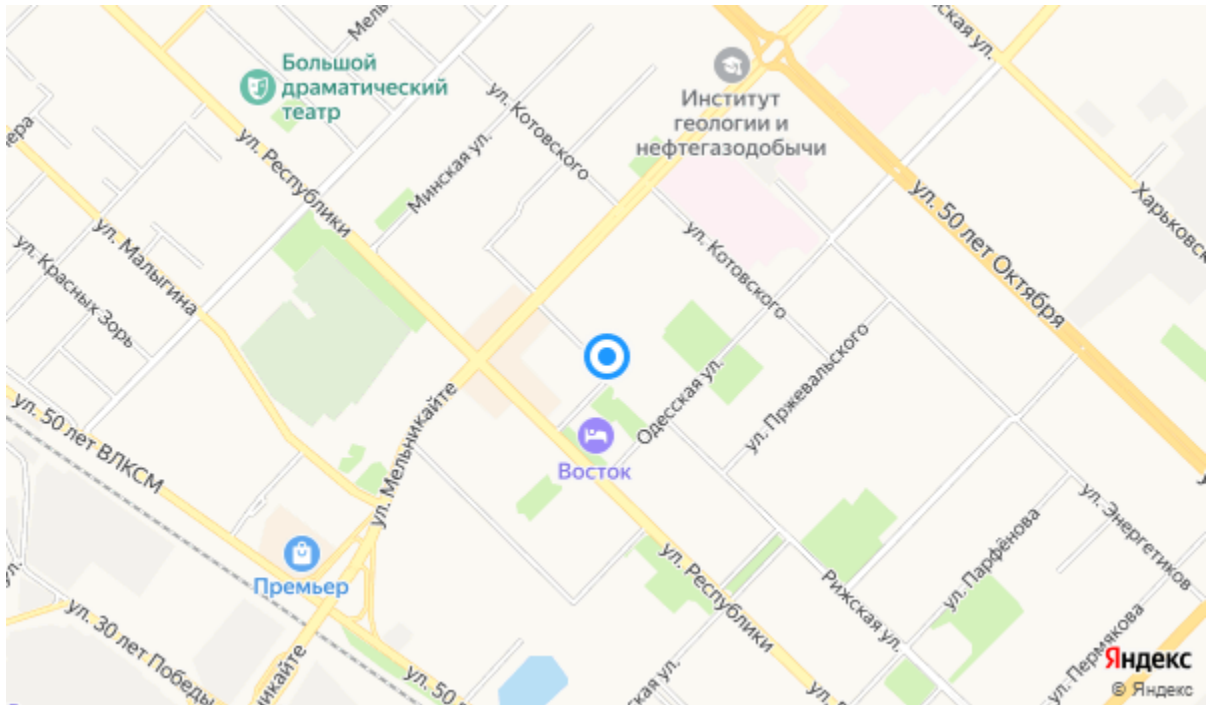 Большой
драматический
театр
ул. Республики
Минская ул.
ул. Котовского
Институт
геологии и
нефтегазодобычи
ул. 50 лет Октября
ул. Малыгина
ул. Красных Зорь
ул. Котовского
ул. Пржевальского
Одесская ул.
ул. Мельникайте
ул. 50 лет ВЛКСМ
Восток
Премьер
ул. 30 лет Победы
ул. Республики
Рижская ул.
ул. Парфёнова
ул. Энергетиков
ул. Пермякова
Яндекс
© Яндекс